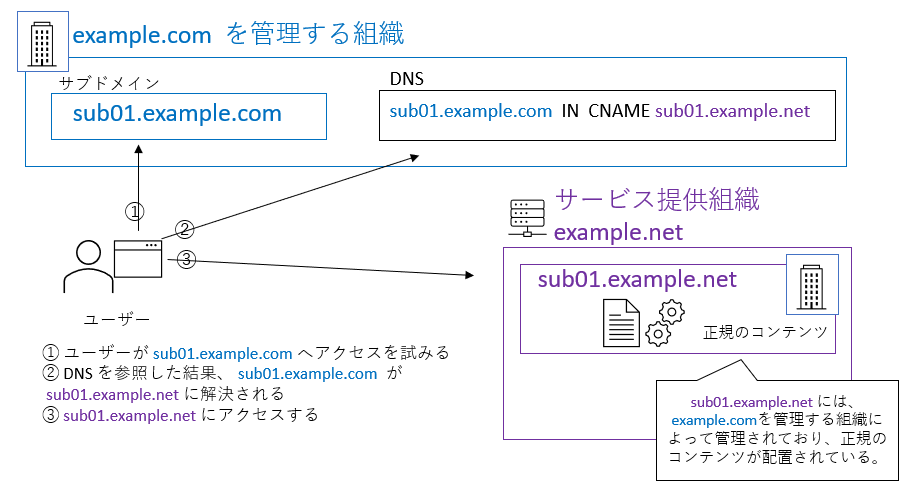 example.com を管理する組織
サブドメイン
sub01.example.com
DNS
sub01.example.com IN CNAME sub01.example.net
①
②
③
ユーザー
サービス提供組織
example.net
sub01.example.net
正規のコンテンツ
① ユーザーが sub01.example.com へアクセスを試みる
② DNS を参照した結果、 sub01.example.com が
sub01.example.net に解決される
③ sub01.example.net にアクセスする
sub01.example.net には、
example.comを管理する組織に
よって管理されており、正規の
コンテンツが配置されている。